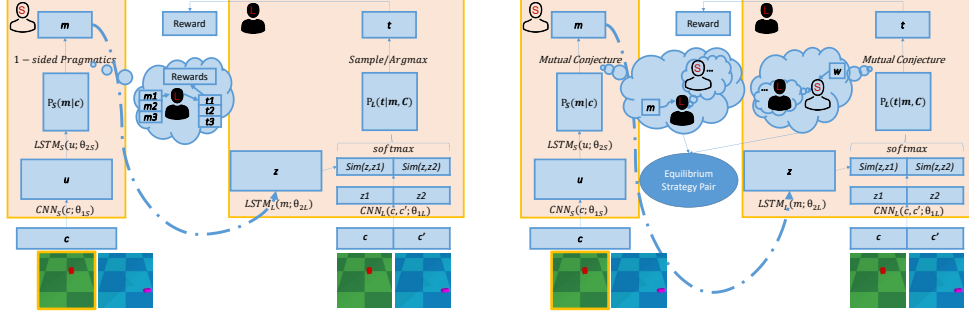 S
m
Reward
L
t
1−sided Pragmatics
Sample/Argmax
Rewards
m1
m2
m3
L
t1
t2
t3
P_S(m|c)
P_L(t|m, C)
LSTM_S(u; θ_2S)
softmax
u
z
Sim(z,z1)
Sim(z,z2)
z1
z2
CNN_S(c; θ_1S)
LSTM_L(m; θ_2L)
CNN_L(c, c'; θ_1L)
c
c
c'
S
m
Reward
L
t
Mutual Conjecture
Mutual Conjecture
S
...
L
m
L
...
L
S
w
P_S(m|c)
P_L(t|m, C)
LSTM_S(u; θ_2S)
softmax
u
Equilibrium
Strategy Pair
z
Sim(z,z1)
Sim(z,z2)
z1
z2
CNN_S(c; θ_1S)
LSTM_L(m; θ_2L)
CNN_L(c, c'; θ_1L)
c
c
c'